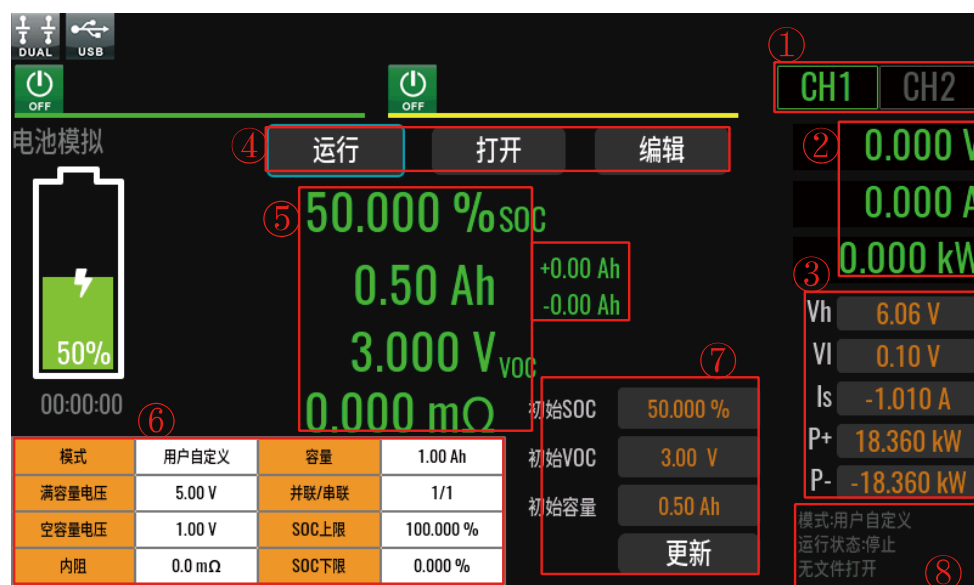 DUAL USB
①
OFF OFF
CH1 CH2
电池模拟
④ 运行 打开 编辑
② 0.000 V
0.000 A
0.000 kW
⑤ 50.000 % SOC
0.50 Ah
+0.00 Ah
-0.00 Ah
3.000 V VOC
0.000 mΩ
50%
00:00:00
③
Vh 6.06 V
Vl 0.10 V
Is -1.010 A
P+ 18.360 kW
P- -18.360 kW
⑦
初始SOC 50.000 %
初始VOC 3.00 V
初始容量 0.50 Ah
更新
⑥
模式 用户自定义 容量 1.00 Ah
满容量电压 5.00 V 并联/串联 1/1
空容量电压 1.00 V SOC上限 100.000 %
内阻 0.0 mΩ SOC下限 0.000 %
模式:用户自定义
运行状态:停止
无文件打开
⑧